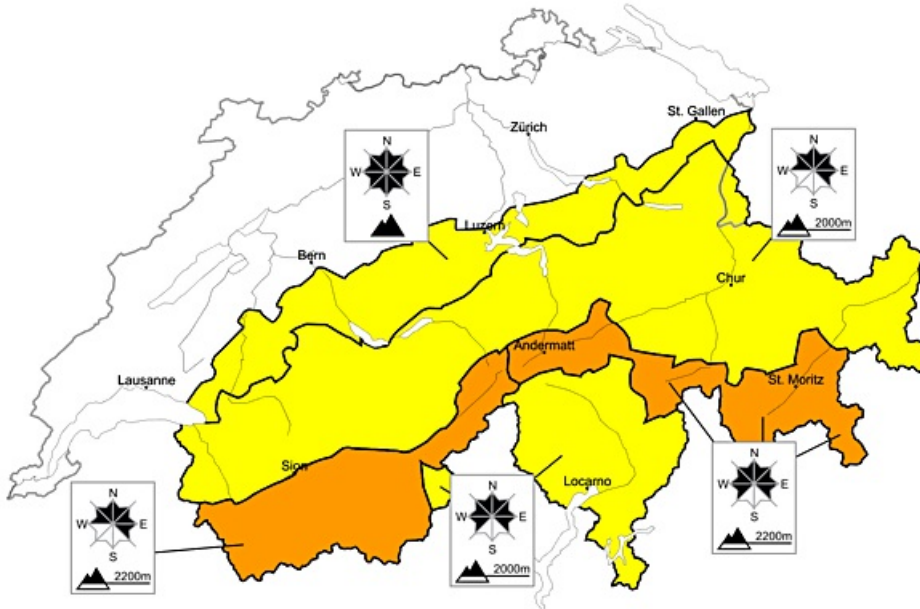 St. Gallen
Zürich
N
W E
S
N
W E
S
2000m
Luzern
Bern
Chur
Andermatt
Lausanne
St. Moritz
Sion
Locarno
N
W E
S
2200m
N
W E
S
2000m
N
W E
S
2200m